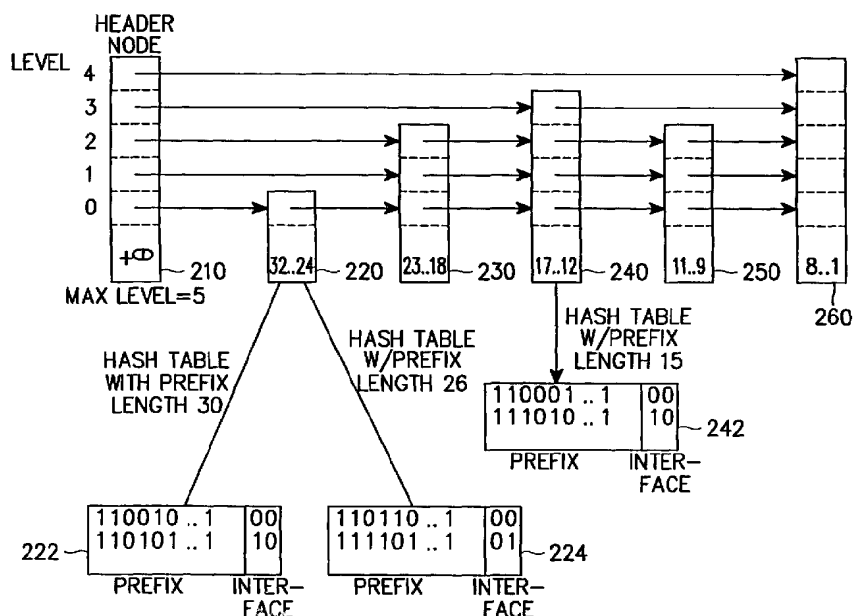 HEADER
NODE
LEVEL 4
3
2
1
0
32..24 220 23..18 230 17..12 240 11..9 250 8..1
210
260
MAX LEVEL=5
HASH TABLE
WITH PREFIX
LENGTH 30
HASH TABLE
W/PREFIX
LENGTH 26
HASH TABLE
W/PREFIX
LENGTH 15
110001..1 00
111010..1 10
242
PREFIX INTER-
FACE
110010..1 00
110101..1 10
222
PREFIX INTER-
FACE
110110..1 00
111101..1 01
224
PREFIX INTER-
FACE